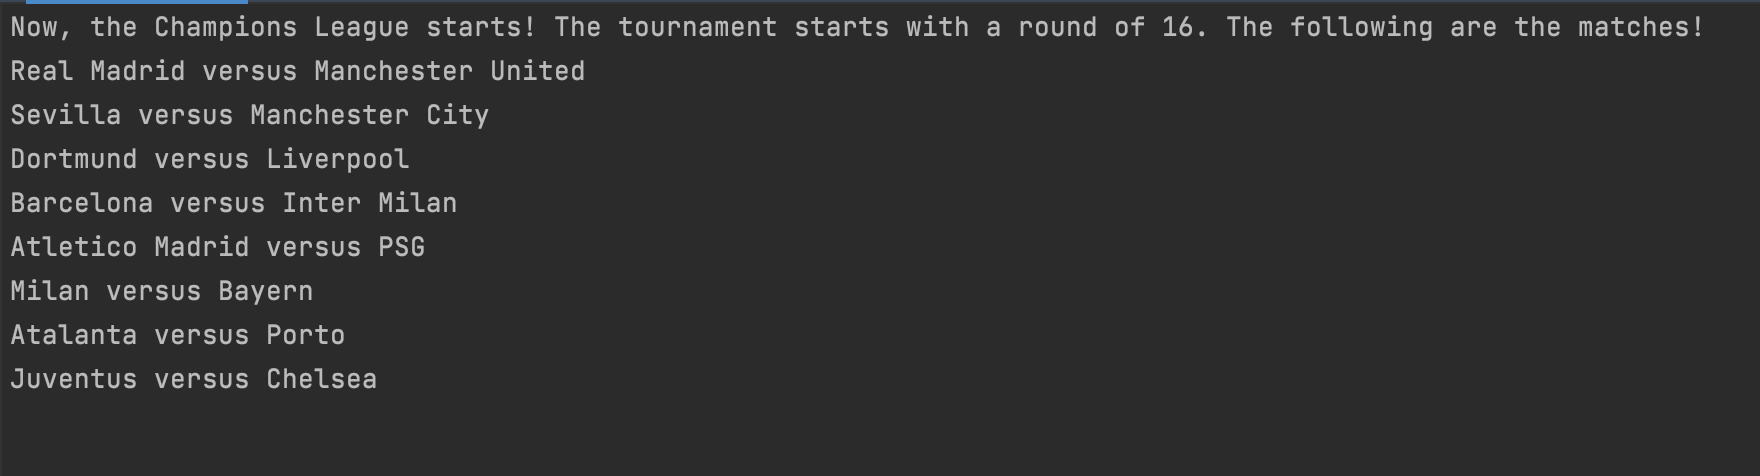 Now, the Champions League starts! The tournament starts with a round of 16. The following are the matches!
Real Madrid versus Manchester United
Sevilla versus Manchester City
Dortmund versus Liverpool
Barcelona versus Inter Milan
Atletico Madrid versus PSG
Milan versus Bayern
Atalanta versus Porto
Juventus versus Chelsea